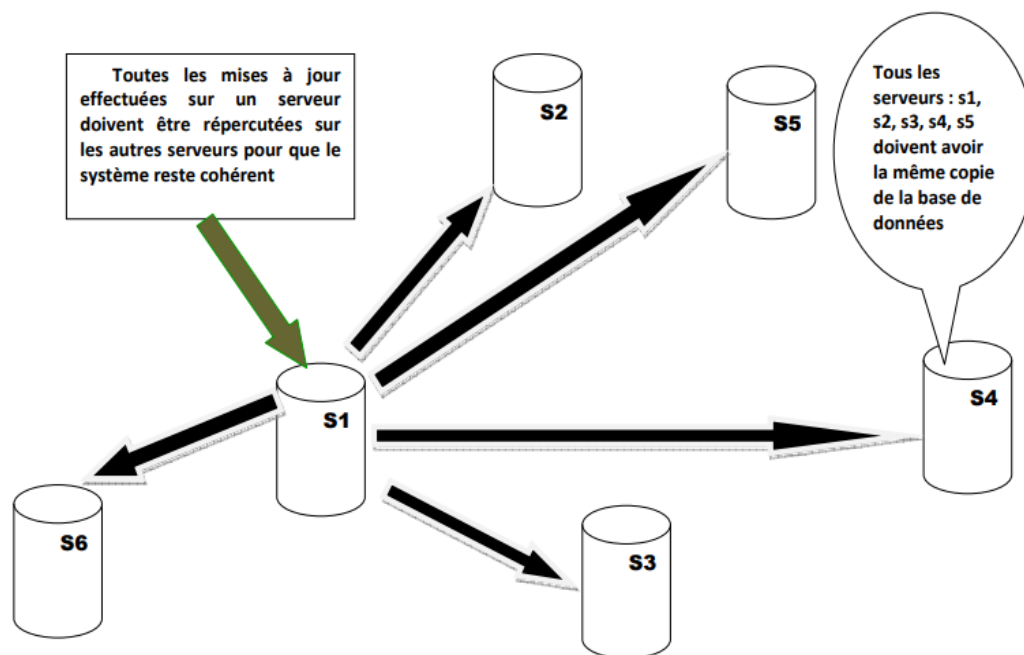 Toutes les mises à jour
effectuées sur un serveur
doivent être répercutées sur
les autres serveurs pour que le
système reste cohérent
S2
S5
Tous les
serveurs : s1,
s2, s3, s4, s5
doivent avoir
la même copie
de la base de
données
S1
S4
S6
S3